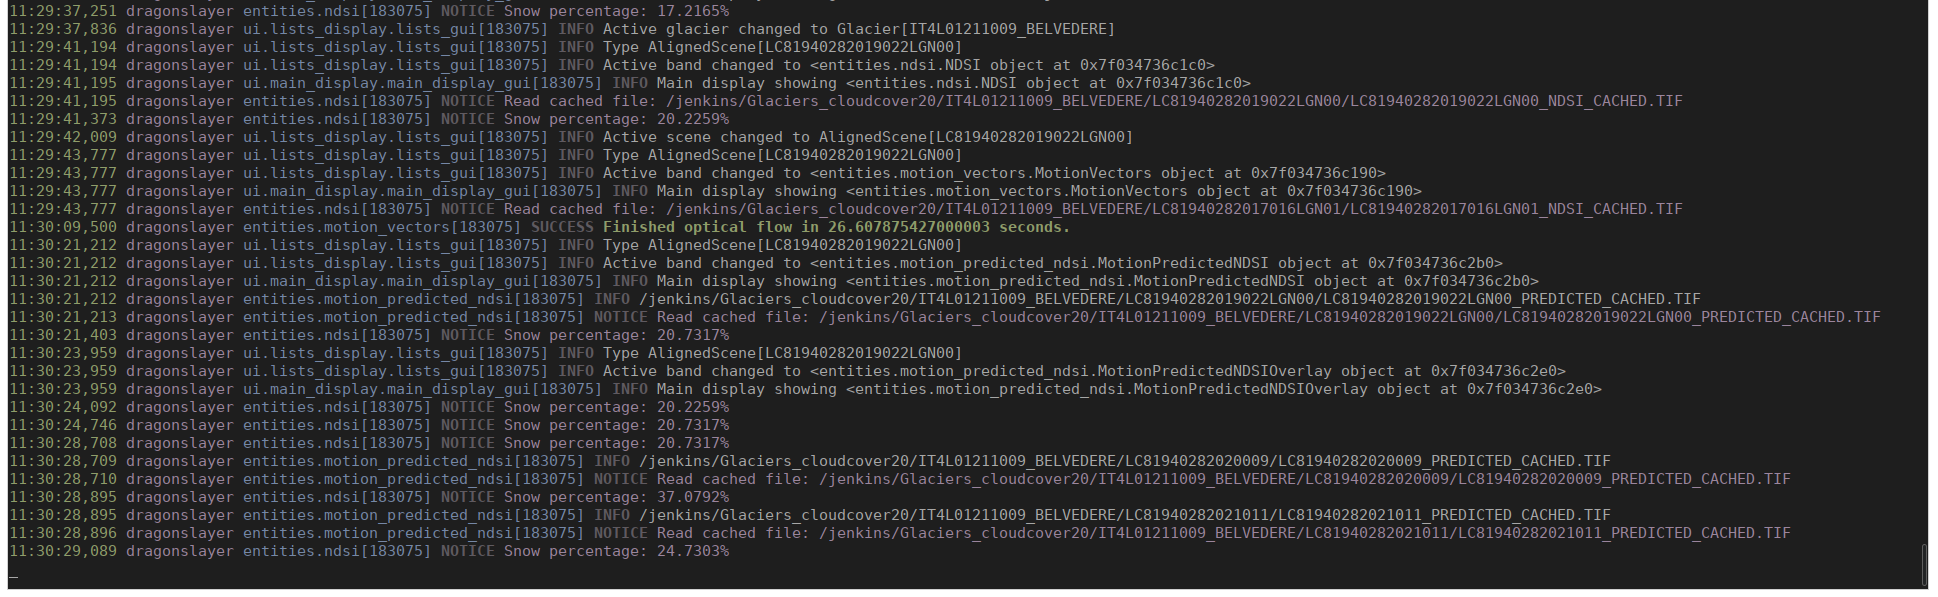 11:29:37,251 dragonslayer entities.ndsi[183075] NOTICE Snow percentage: 17.2165%
11:29:37,836 dragonslayer ui.lists_display.lists_gui[183075] INFO Active glacier changed to Glacier[IT4L01211009_BELVEDERE]
11:29:41,194 dragonslayer ui.lists_display.lists_gui[183075] INFO Type AlignedScene[LC81940282019022LGN00]
11:29:41,194 dragonslayer ui.lists_display.lists_gui[183075] INFO Active band changed to <entities.ndsi.NDSI object at 0x7f034736c1c0>
11:29:41,195 dragonslayer ui.main_display.main_display_gui[183075] INFO Main display showing <entities.ndsi.NDSI object at 0x7f034736c1c0>
11:29:41,195 dragonslayer entities.ndsi[183075] NOTICE Read cached file: /jenkins/Glaciers_cloudcover20/IT4L01211009_BELVEDERE/LC81940282019022LGN00/LC81940282019022LGN00_NDSI_CACHED.TIF
11:29:41,373 dragonslayer entities.ndsi[183075] NOTICE Snow percentage: 20.2259%
11:29:42,009 dragonslayer ui.lists_display.lists_gui[183075] INFO Active scene changed to AlignedScene[LC81940282019022LGN00]
11:29:43,777 dragonslayer ui.lists_display.lists_gui[183075] INFO Type AlignedScene[LC81940282019022LGN00]
11:29:43,777 dragonslayer ui.lists_display.lists_gui[183075] INFO Active band changed to <entities.motion_vectors.MotionVectors object at 0x7f034736c190>
11:29:43,777 dragonslayer ui.main_display.main_display_gui[183075] INFO Main display showing <entities.motion_vectors.MotionVectors object at 0x7f034736c190>
11:29:43,777 dragonslayer entities.ndsi[183075] NOTICE Read cached file: /jenkins/Glaciers_cloudcover20/IT4L01211009_BELVEDERE/LC81940282017016LGN01/LC81940282017016LGN01_NDSI_CACHED.TIF
11:30:09,500 dragonslayer entities.motion_vectors[183075] SUCCESS Finished optical flow in 26.607875427000003 seconds.
11:30:21,212 dragonslayer ui.lists_display.lists_gui[183075] INFO Type AlignedScene[LC81940282019022LGN00]
11:30:21,212 dragonslayer ui.lists_display.lists_gui[183075] INFO Active band changed to <entities.motion_predicted_ndsi.MotionPredictedNDSI object at 0x7f034736c2b0>
11:30:21,212 dragonslayer ui.main_display.main_display_gui[183075] INFO Main display showing <entities.motion_predicted_ndsi.MotionPredictedNDSI object at 0x7f034736c2b0>
11:30:21,212 dragonslayer entities.motion_predicted_ndsi[183075] INFO /jenkins/Glaciers_cloudcover20/IT4L01211009_BELVEDERE/LC81940282019022LGN00/LC81940282019022LGN00_PREDICTED_CACHED.TIF
11:30:21,213 dragonslayer entities.motion_predicted_ndsi[183075] NOTICE Read cached file: /jenkins/Glaciers_cloudcover20/IT4L01211009_BELVEDERE/LC81940282019022LGN00/LC81940282019022LGN00_PREDICTED_CACHED.TIF
11:30:21,403 dragonslayer entities.ndsi[183075] NOTICE Snow percentage: 20.7317%
11:30:23,959 dragonslayer ui.lists_display.lists_gui[183075] INFO Type AlignedScene[LC81940282019022LGN00]
11:30:23,959 dragonslayer ui.lists_display.lists_gui[183075] INFO Active band changed to <entities.motion_predicted_ndsi.MotionPredictedNDSIOverlay object at 0x7f034736c2e0>
11:30:23,959 dragonslayer ui.main_display.main_display_gui[183075] INFO Main display showing <entities.motion_predicted_ndsi.MotionPredictedNDSIOverlay object at 0x7f034736c2e0>
11:30:24,092 dragonslayer entities.ndsi[183075] NOTICE Snow percentage: 20.2259%
11:30:24,746 dragonslayer entities.ndsi[183075] NOTICE Snow percentage: 20.7317%
11:30:28,708 dragonslayer entities.ndsi[183075] NOTICE Snow percentage: 20.7317%
11:30:28,709 dragonslayer entities.motion_predicted_ndsi[183075] INFO /jenkins/Glaciers_cloudcover20/IT4L01211009_BELVEDERE/LC81940282020009/LC81940282020009_PREDICTED_CACHED.TIF
11:30:28,710 dragonslayer entities.motion_predicted_ndsi[183075] NOTICE Read cached file: /jenkins/Glaciers_cloudcover20/IT4L01211009_BELVEDERE/LC81940282020009/LC81940282020009_PREDICTED_CACHED.TIF
11:30:28,895 dragonslayer entities.ndsi[183075] NOTICE Snow percentage: 37.0792%
11:30:28,895 dragonslayer entities.motion_predicted_ndsi[183075] INFO /jenkins/Glaciers_cloudcover20/IT4L01211009_BELVEDERE/LC81940282021011/LC81940282021011_PREDICTED_CACHED.TIF
11:30:28,896 dragonslayer entities.motion_predicted_ndsi[183075] NOTICE Read cached file: /jenkins/Glaciers_cloudcover20/IT4L01211009_BELVEDERE/LC81940282021011/LC81940282021011_PREDICTED_CACHED.TIF
11:30:29,089 dragonslayer entities.ndsi[183075] NOTICE Snow percentage: 24.7303%